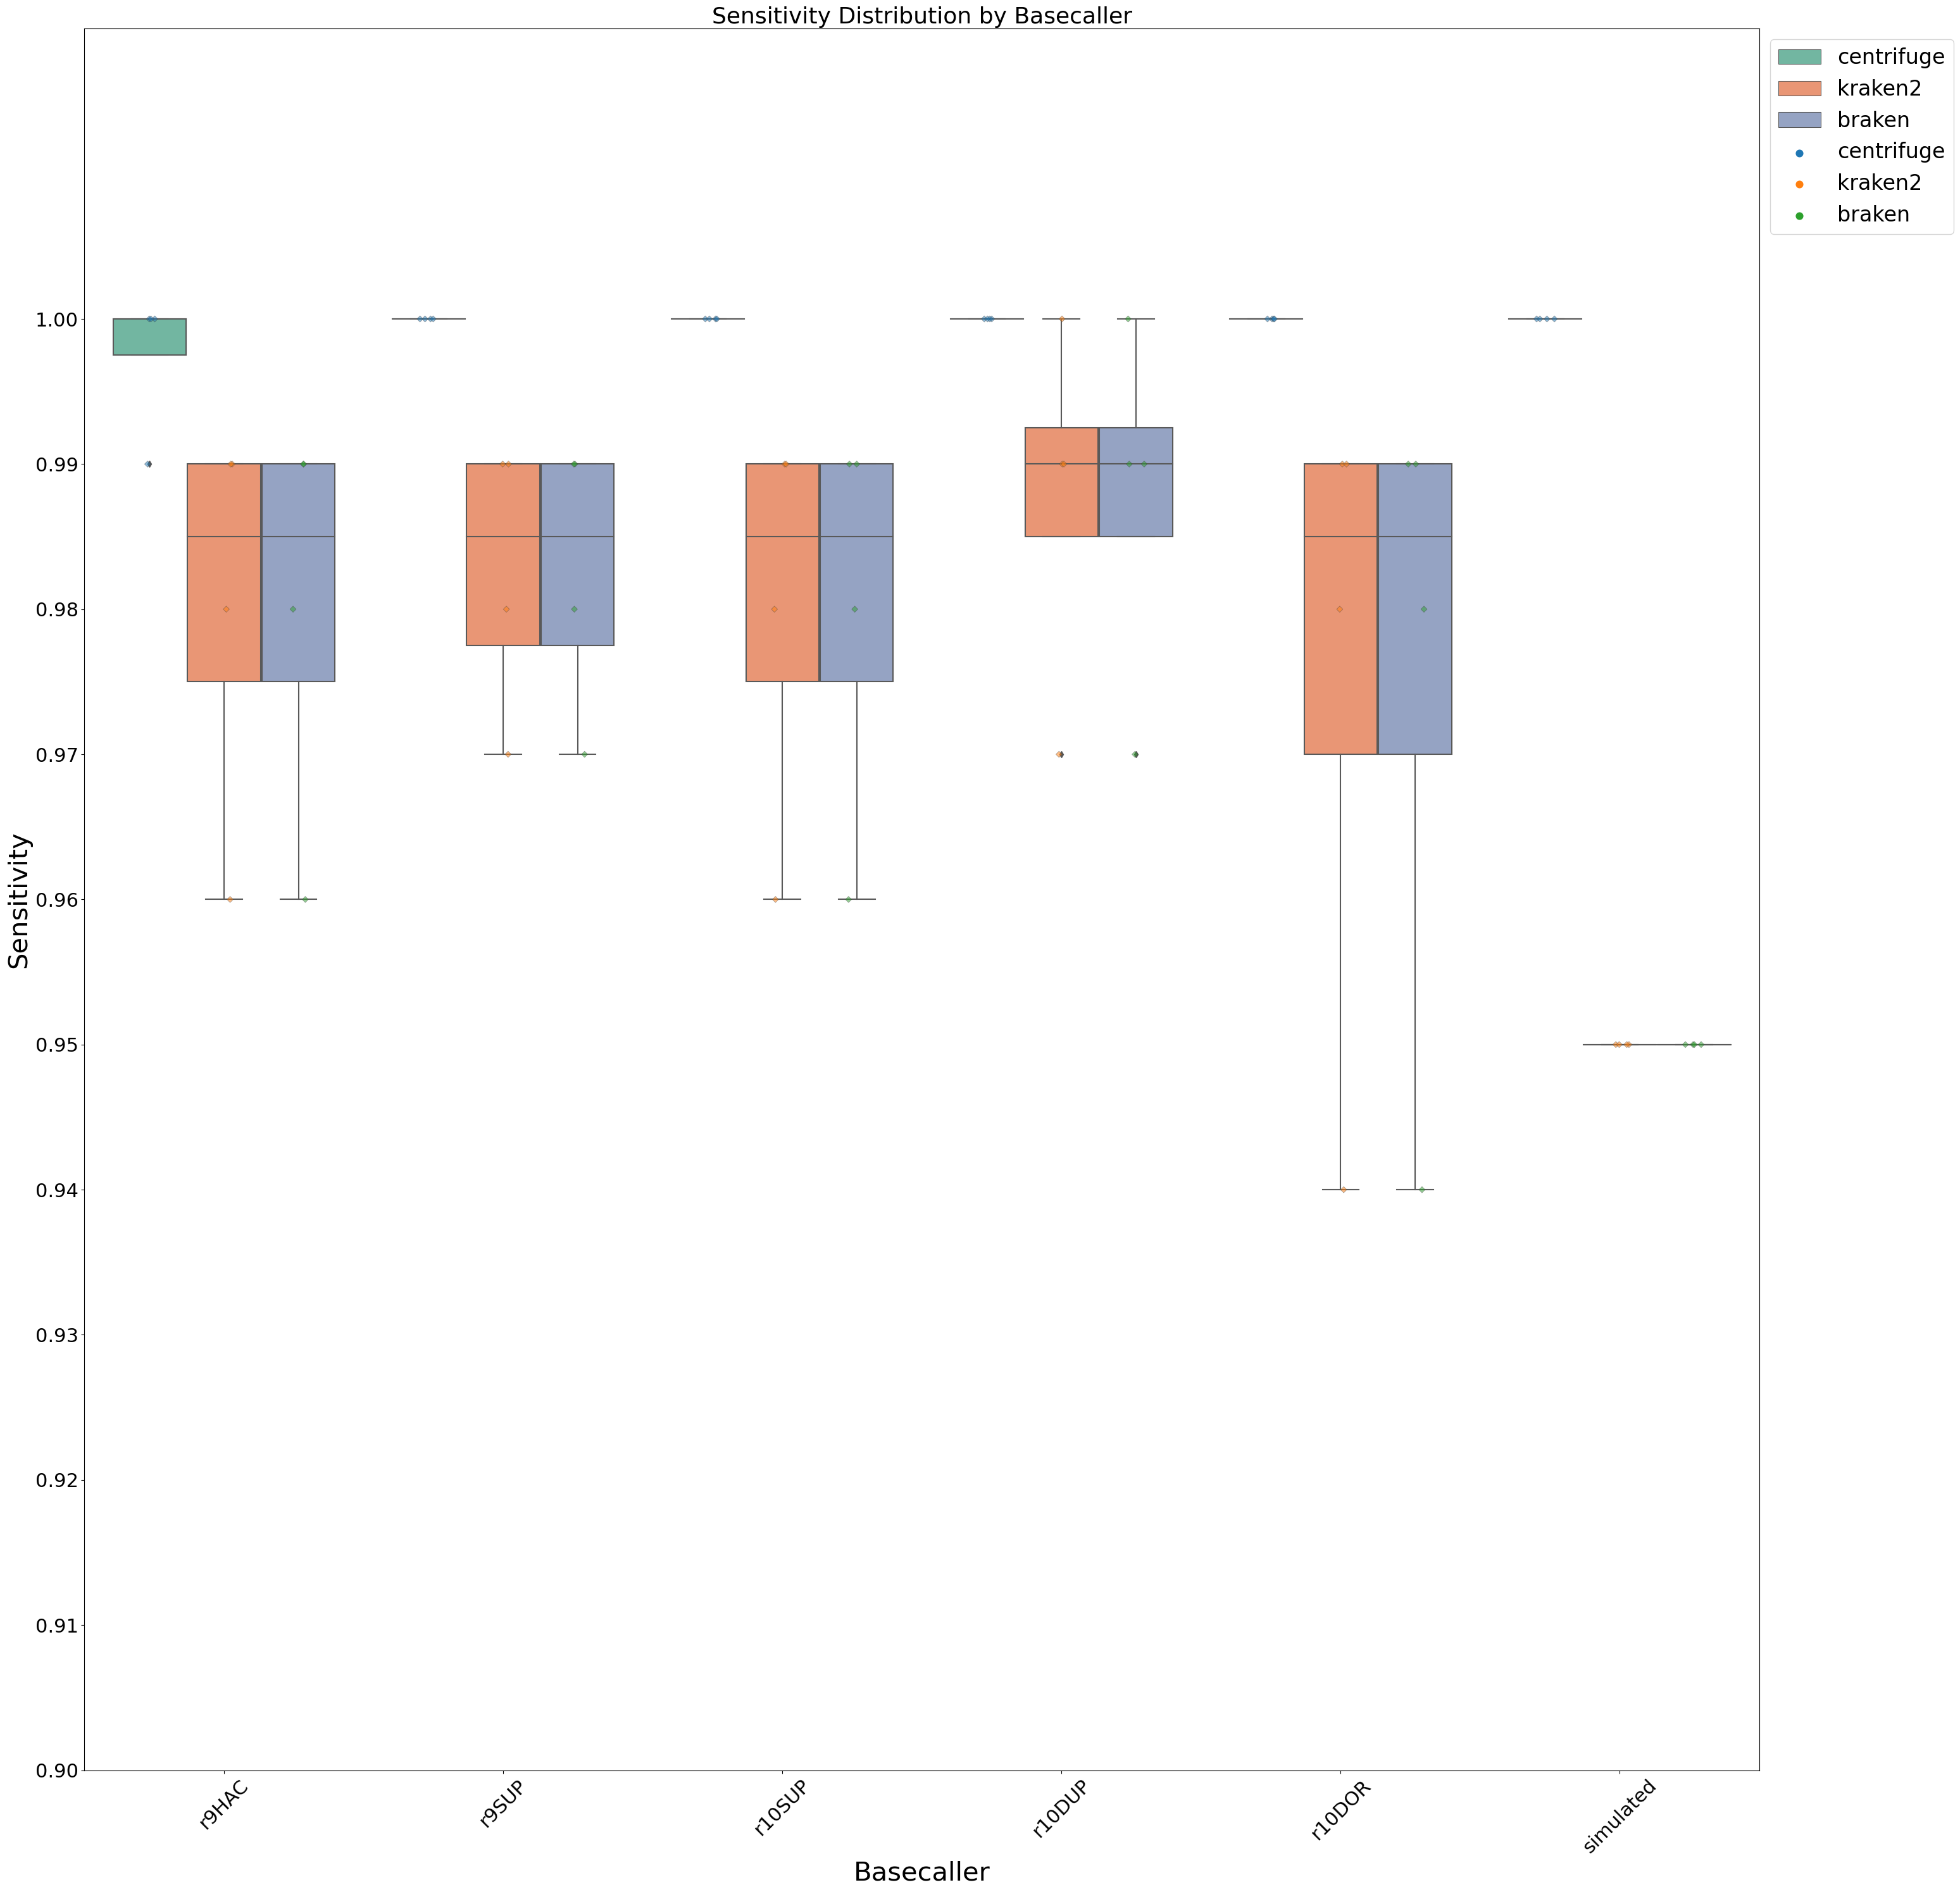 Sensitivity Distribution by Basecaller
centrifuge
kraken2
braken
centrifuge
kraken2
braken
1.00
0.99
0.98
0.97
0.96
0.95
0.94
0.93
0.92
0.91
0.90
Sensitivity
r9HAC
r9SUP
r10SUP
r10DUP
r10DOR
simulated
Basecaller